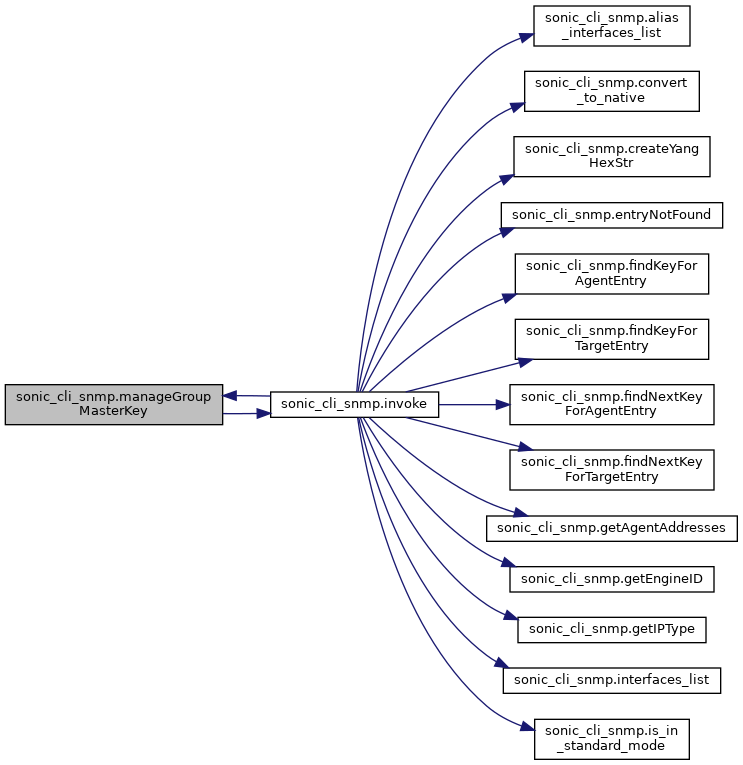 sonic_cli_snmp.manageGroup
MasterKey
sonic_cli_snmp.invoke
sonic_cli_snmp.alias
_interfaces_list
sonic_cli_snmp.convert
_to_native
sonic_cli_snmp.createYang
HexStr
sonic_cli_snmp.entryNotFound
sonic_cli_snmp.findKeyFor
AgentEntry
sonic_cli_snmp.findKeyFor
TargetEntry
sonic_cli_snmp.findNextKey
ForAgentEntry
sonic_cli_snmp.findNextKey
ForTargetEntry
sonic_cli_snmp.getAgentAddresses
sonic_cli_snmp.getEngineID
sonic_cli_snmp.getIPType
sonic_cli_snmp.interfaces_list
sonic_cli_snmp.is_in
_standard_mode